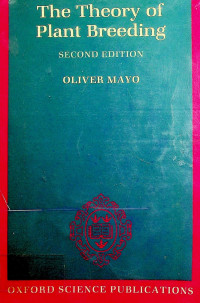 The Theory of
Plant Breeding
SECOND EDITION
OLIVER MAYO
OXFORD SCIENCE PUBLICATIONS